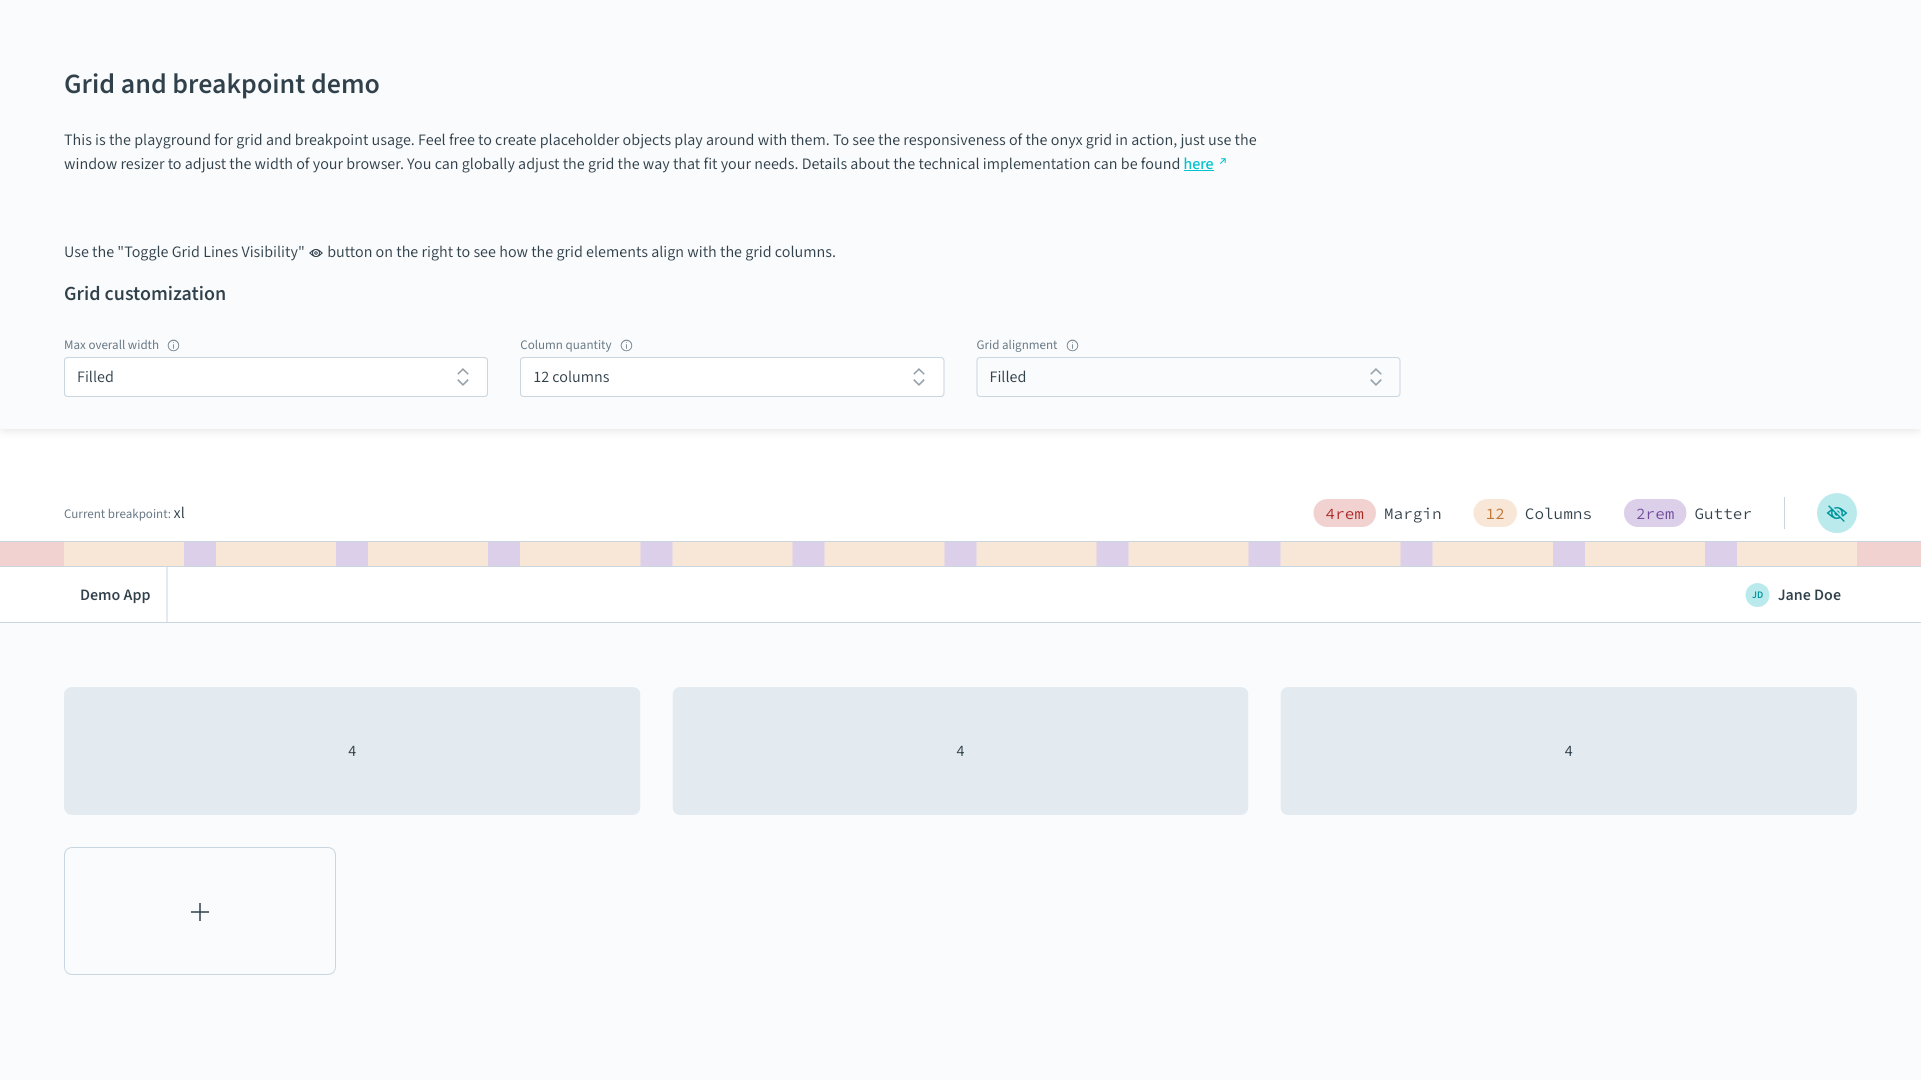 Grid and breakpoint demo
This is the playground for grid and breakpoint usage. Feel free to create placeholder objects play around with them. To see the responsiveness of the onyx grid in action, just use the
window resizer to adjust the width of your browser. You can globally adjust the grid the way that fit your needs. Details about the technical implementation can be found here
Use the "Toggle Grid Lines Visibility" button on the right to see how the grid elements align with the grid columns.
Grid customization
Max overall width
Column quantity
Grid alignment
Filled
12 columns
Filled
Current breakpoint: xl
4rem Margin
12 Columns
2rem Gutter
Demo App
JD Jane Doe
4
4
4